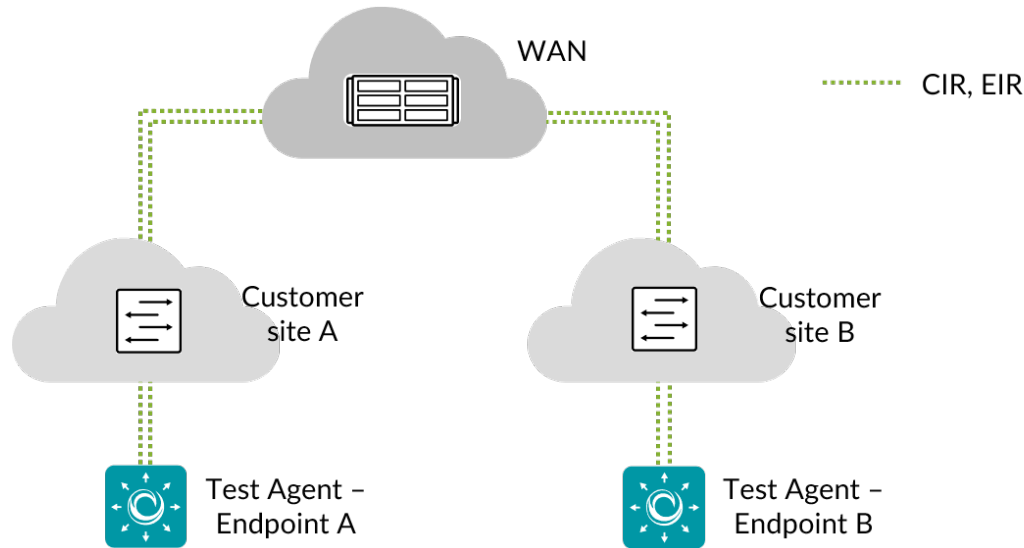 WAN
CIR, EIR
Customer
site A
Customer
site B
Test Agent –
Endpoint A
Test Agent –
Endpoint B